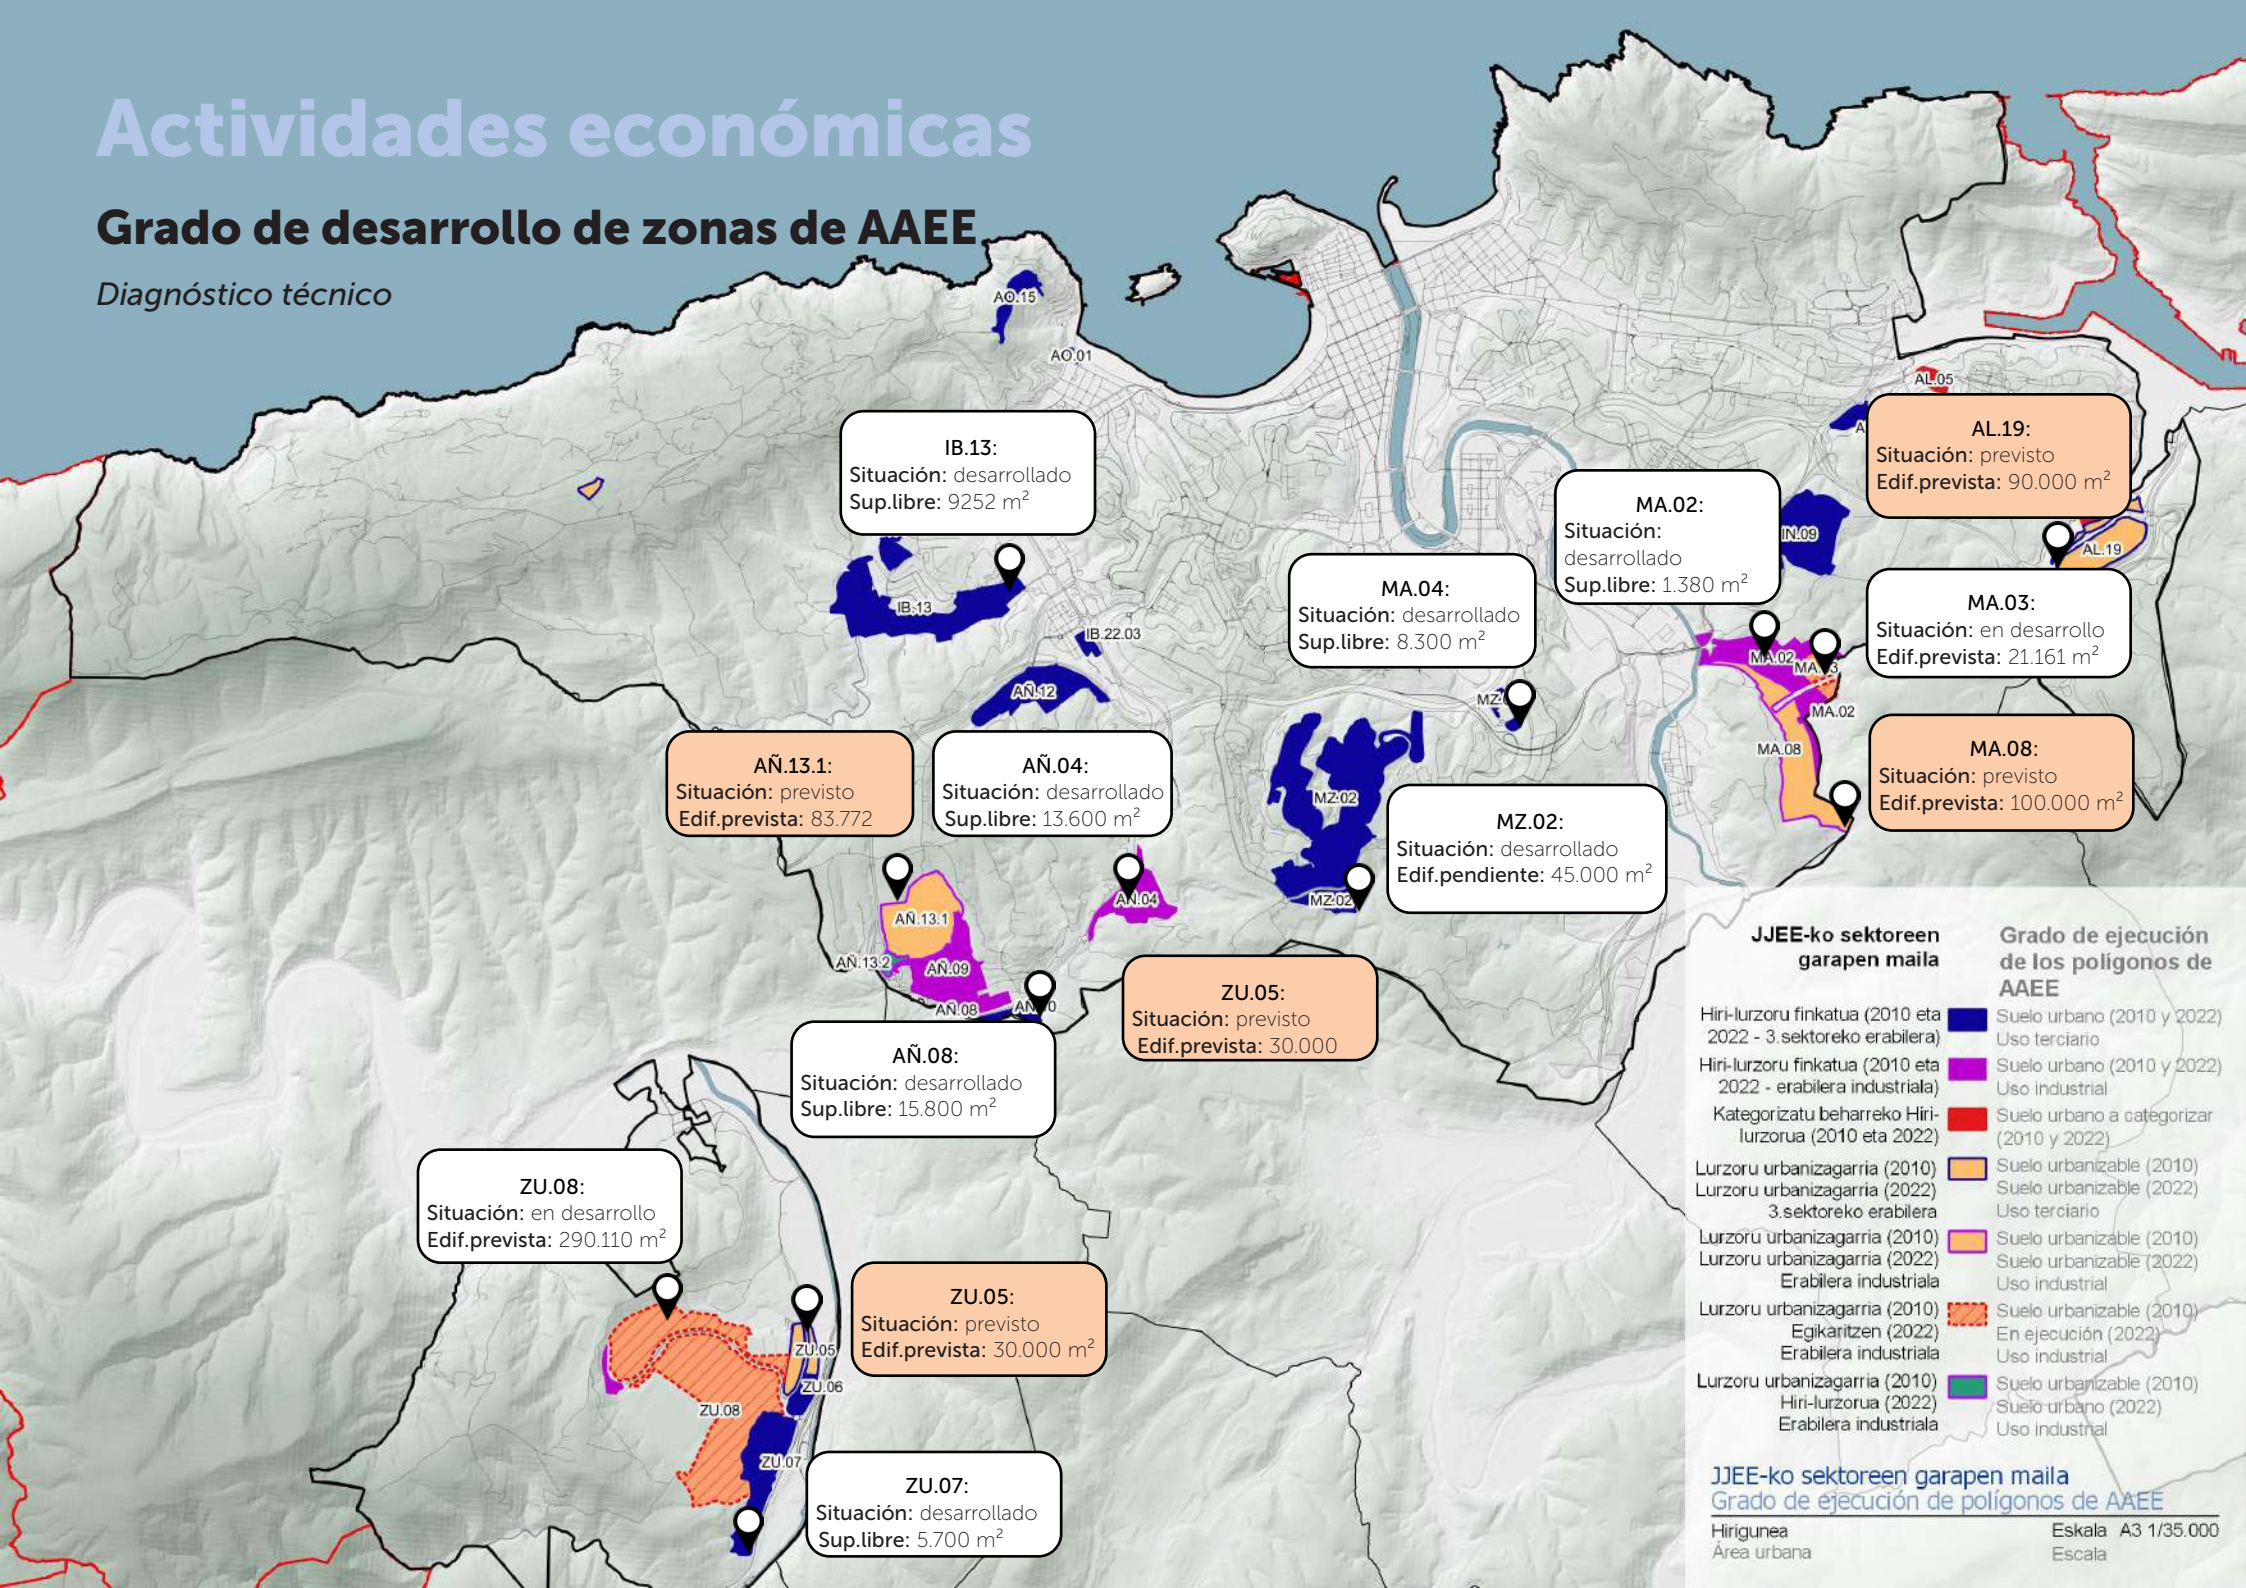 Actividades económicas
Grado de desarrollo de zonas de AAEE
Diagnóstico técnico
AO.15
AO.01
AL.05
IB.13:
Situación: desarrollado
Sup.libre: 9252 m²
AL.19:
Situación: previsto
Edif.prevista: 90.000 m²
MA.02:
Situación:
desarrollado
Sup.libre: 1.380 m²
IN.09
AL.19
MA.04:
Situación: desarrollado
Sup.libre: 8.300 m²
MA.03:
Situación: en desarrollo
Edif.prevista: 21.161 m²
IB.13
IB.22.03
MA.02
AÑ.12
MA.02
MA.08
AÑ.13.1:
Situación: previsto
Edif.prevista: 83.772
AÑ.04:
Situación: desarrollado
Sup.libre: 13.600 m²
MA.08:
Situación: previsto
Edif.prevista: 100.000 m²
MZ.02
MZ.02:
Situación: desarrollado
Edif.pendiente: 45.000 m²
AÑ.04
MZ.02
AÑ.13.1
AÑ.13.2
AÑ.09
AÑ.08
ZU.05:
Situación: previsto
Edif.prevista: 30.000
AÑ.08:
Situación: desarrollado
Sup.libre: 15.800 m²
ZU.08:
Situación: en desarrollo
Edif.prevista: 290.110 m²
ZU.05:
Situación: previsto
Edif.prevista: 30.000 m²
ZU.05
ZU.06
ZU.08
ZU.07
ZU.07:
Situación: desarrollado
Sup.libre: 5.700 m²
JJEE-ko sektoreen
garapen maila
Grado de ejecución
de los polígonos de
AAEE
Hiri-lurzoru finkatua (2010 eta
2022 - 3.sektoreko erabilera)
Suelo urbano (2010 y 2022)
Uso terciario
Hiri-lurzoru finkatua (2010 eta
2022 - erabilera industriala)
Suelo urbano (2010 y 2022)
Uso industrial
Kategorizatu beharreko Hiri-
lurzorua (2010 eta 2022)
Suelo urbano a categorizar
(2010 y 2022)
Lurzoru urbanizagarria (2010)
Lurzoru urbanizagarria (2022)
3.sektoreko erabilera
Suelo urbanizable (2010)
Suelo urbanizable (2022)
Uso terciario
Lurzoru urbanizagarria (2010)
Lurzoru urbanizagarria (2022)
Erabilera industriala
Suelo urbanizable (2010)
Suelo urbanizable (2022)
Uso industrial
Lurzoru urbanizagarria (2010)
Egikaritzen (2022)
Erabilera industriala
Suelo urbanizable (2010)
En ejecución (2022)
Uso industrial
Lurzoru urbanizagarria (2010)
Hiri-lurzorua (2022)
Erabilera industriala
Suelo urbanizable (2010)
Suelo urbano (2022)
Uso industrial
JJEE-ko sektoreen garapen maila
Grado de ejecución de polígonos de AAEE
Hirigunea
Área urbana
Eskala A3 1/35.000
Escala